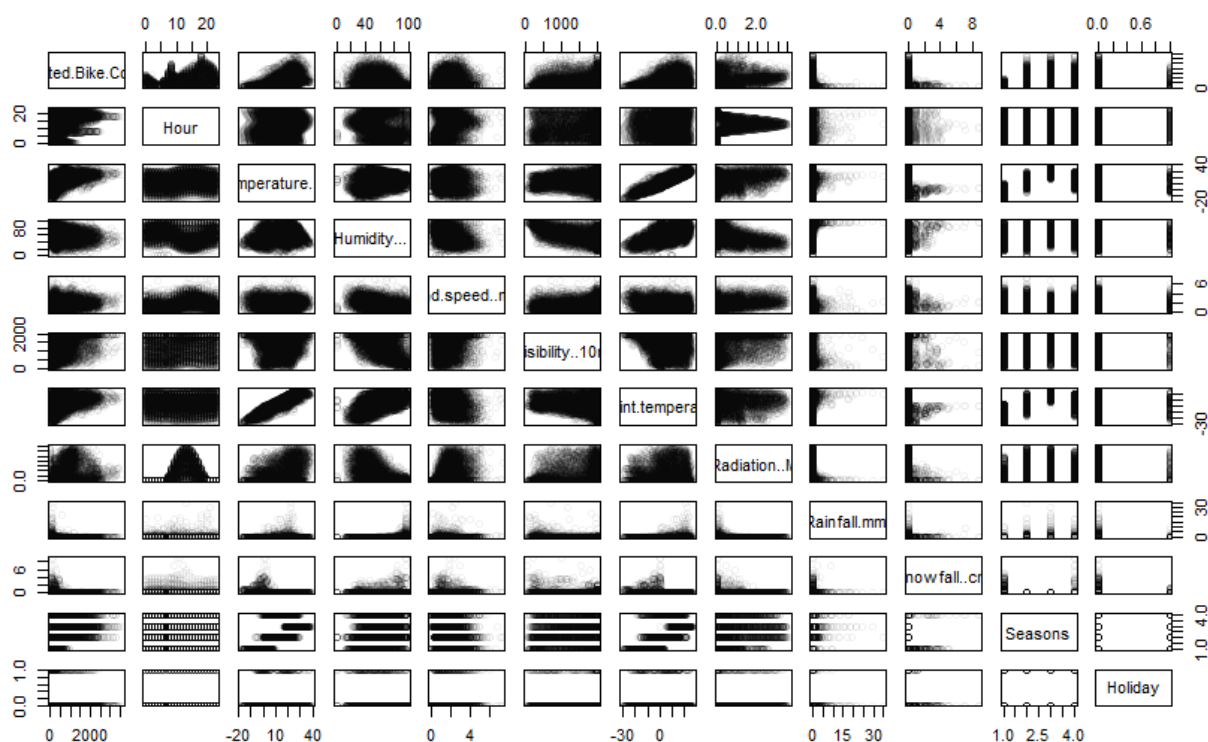 0 10 20 0 40 80 100 0 1000 0.0 2.0 0 4 8 0.0 0.6
ted.Bike.Co 0
0 20 Hour
mperature. -20 40
0 80 Humidity...
d.speed..n 0 6
0 2000 isibility..10n
int.tempera -30
0.0 Radiation..M
Rainfall.mm 0 30
0 6 now fall..cr
Seasons 1.0 4.0
0.0 1.0 Holiday
0 2000 -20 10 40 0 4 -30 0 0 15 30 1.0 2.5 4.0